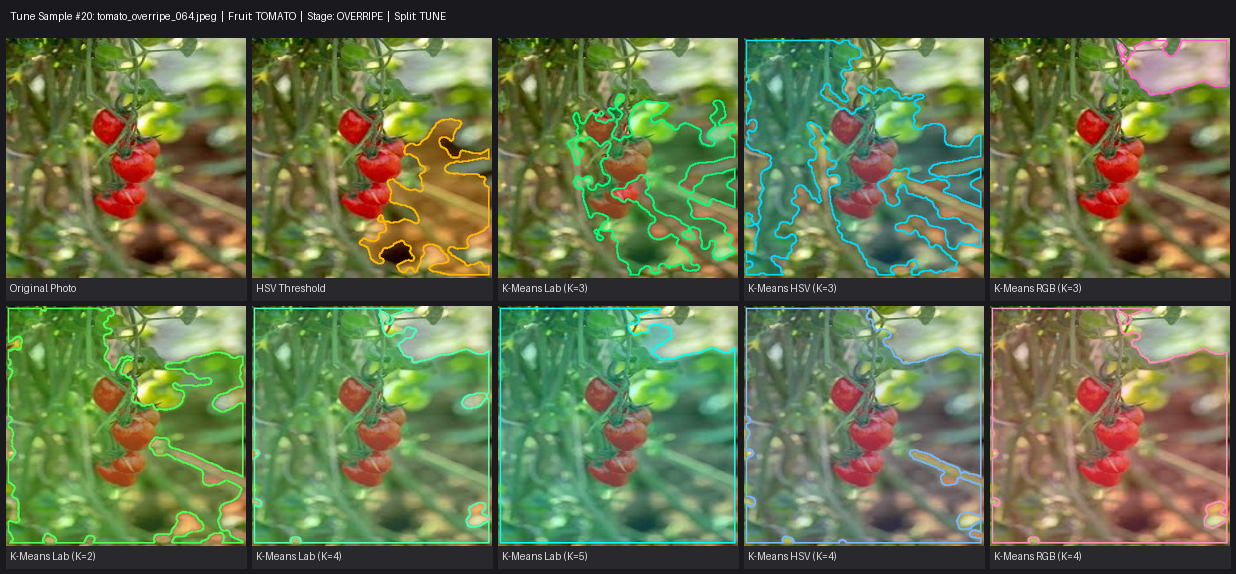 Tune Sample #20: tomato_overripe_064.jpeg | Fruit: TOMATO | Stage: OVERRIPE | Split: TUNE
Original Photo
HSV Threshold
K-Means Lab (K=3)
K-Means HSV (K=3)
K-Means RGB (K=3)
K-Means Lab (K=2)
K-Means Lab (K=4)
K-Means Lab (K=5)
K-Means HSV (K=4)
K-Means RGB (K=4)